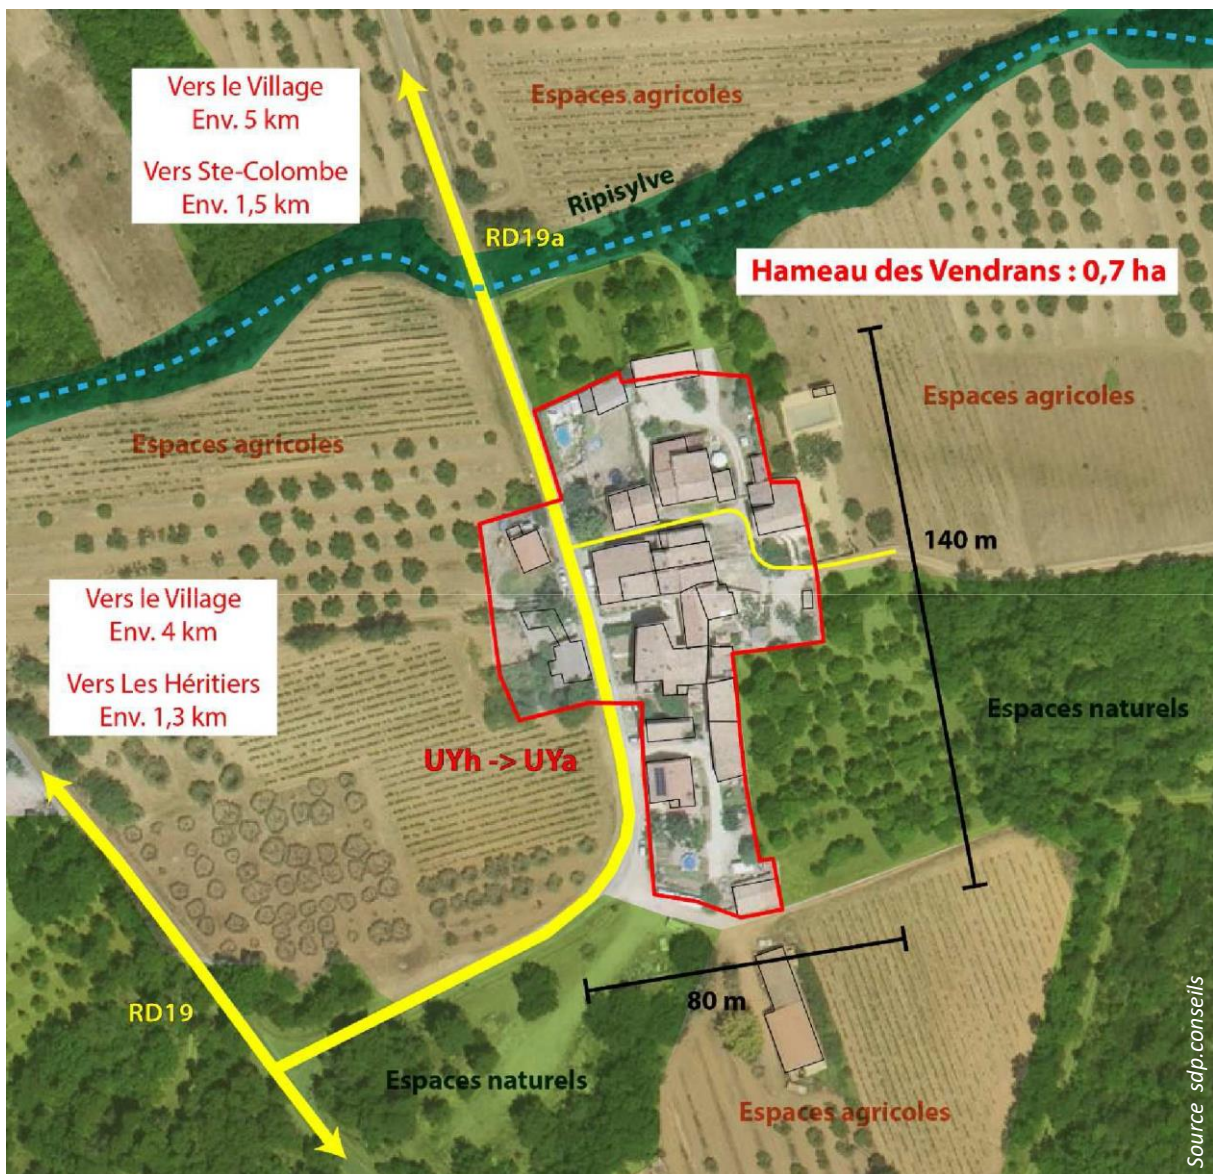 Vers le Village
Env. 5 km
Vers Ste-Colombe
Env. 1,5 km
Espaces agricoles
Ripisylve
RD19a
Hameau des Vendrans : 0,7 ha
Espaces agricoles
Espaces agricoles
140 m
Vers le Village
Env. 4 km
Vers Les Héritiers
Env. 1,3 km
Espaces naturels
UYh -> UYa
RD19
80 m
Espaces naturels
Espaces agricoles
Source sdp.conseils